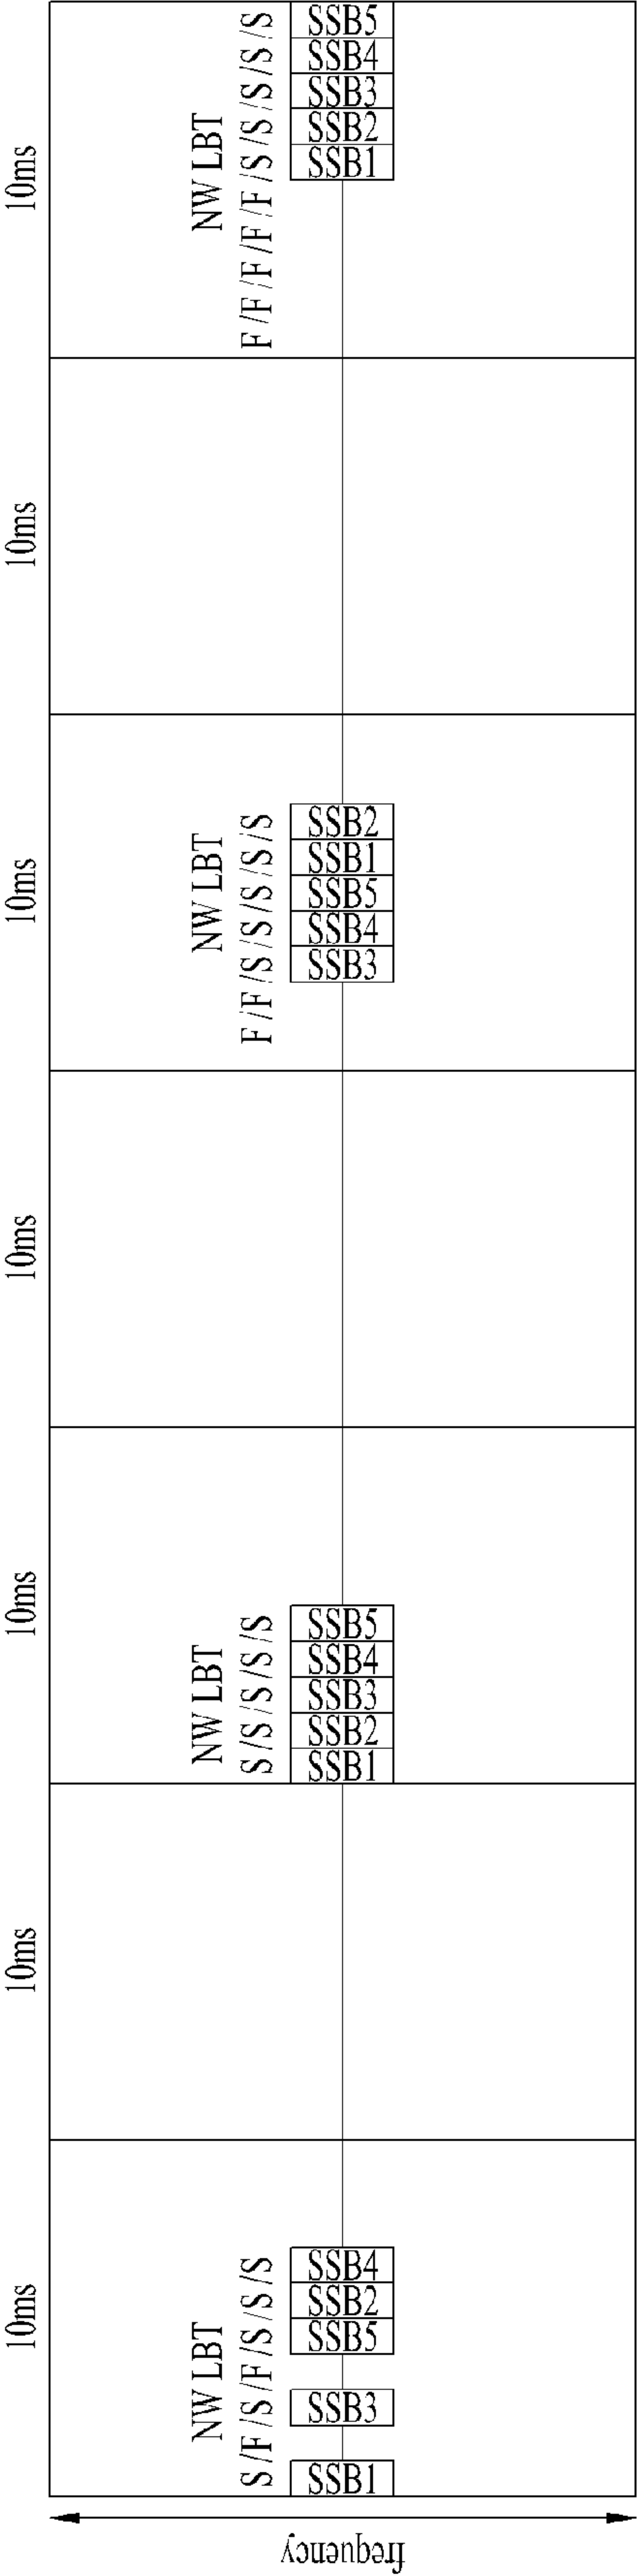 10ms 10ms 10ms 10ms 10ms 10ms 10ms
NW LBT NW LBT NW LBT NW LBT
S /F /S /F /S /S /S S /S /S /S /S F /F /S /S /S /S /S F /F /F /F /F /S /S /S /S /S
SSB1 SSB3 SSB5 SSB2 SSB4 SSB1 SSB2 SSB3 SSB4 SSB5 SSB3 SSB4 SSB5 SSB1 SSB2 SSB1 SSB2 SSB3 SSB4 SSB5
frequency